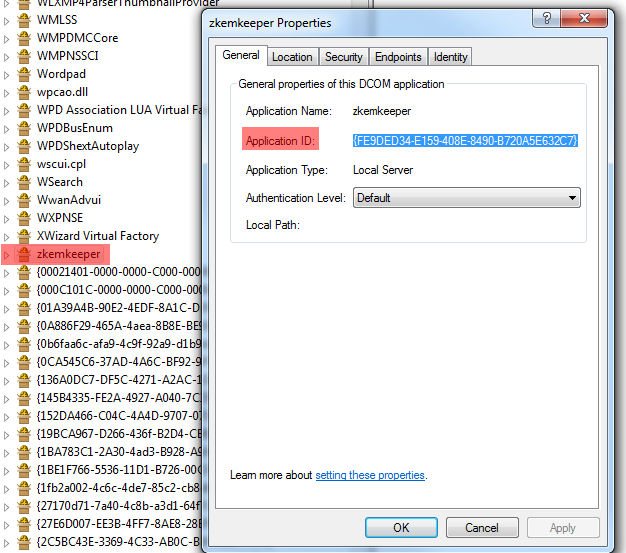 WLXMP4ParserThumbnailProvider
WMLSS
WMPDMCCore
WMPNSSCI
Wordpad
wpcao.dll
WPD Association LUA Virtual Fa
WPDBusEnum
WPDShextAutoplay
wscui.cpl
WSearch
WwanAdvui
WXPNSE
XWizard Virtual Factory
zkemkeeper
{00021401-0000-0000-C000-000
{000C101C-0000-0000-C000-000
{01A39A4B-90E2-4EDF-8A1C-D
{0A886F29-465A-4aea-8B8E-BE9
{0b6faa6c-afa9-4c9f-92a9-d1b9
{0CA545C6-37AD-4A6C-BF92-9
{136A0DC7-DF5C-4271-A2AC-1
{145B4335-FE2A-4927-A040-7C
{152DA466-C04C-4A4D-9707-07
{19BCA967-D266-436f-B2D4-CB
{1BA783C1-2A30-4ad3-B928-A9
{1BE1F766-5536-11D1-B726-00C
{1fb2a002-4c6c-4de7-85c2-cb8
{27170d71-7a40-4c8b-a3d1-64f
{27E6D007-EE3B-4FF7-8AE8-28E
{2C5BC43E-3369-4C33-AB0C-B
zkemkeeper Properties
General
Location
Security
Endpoints
Identity
General properties of this DCOM application
Application Name: zkemkeeper
Application ID: {FE9DED34-E159-408E-8490-B720A5E632C7}
Application Type: Local Server
Authentication Level: Default
Local Path:
Learn more about setting these properties.
OK
Cancel
Apply